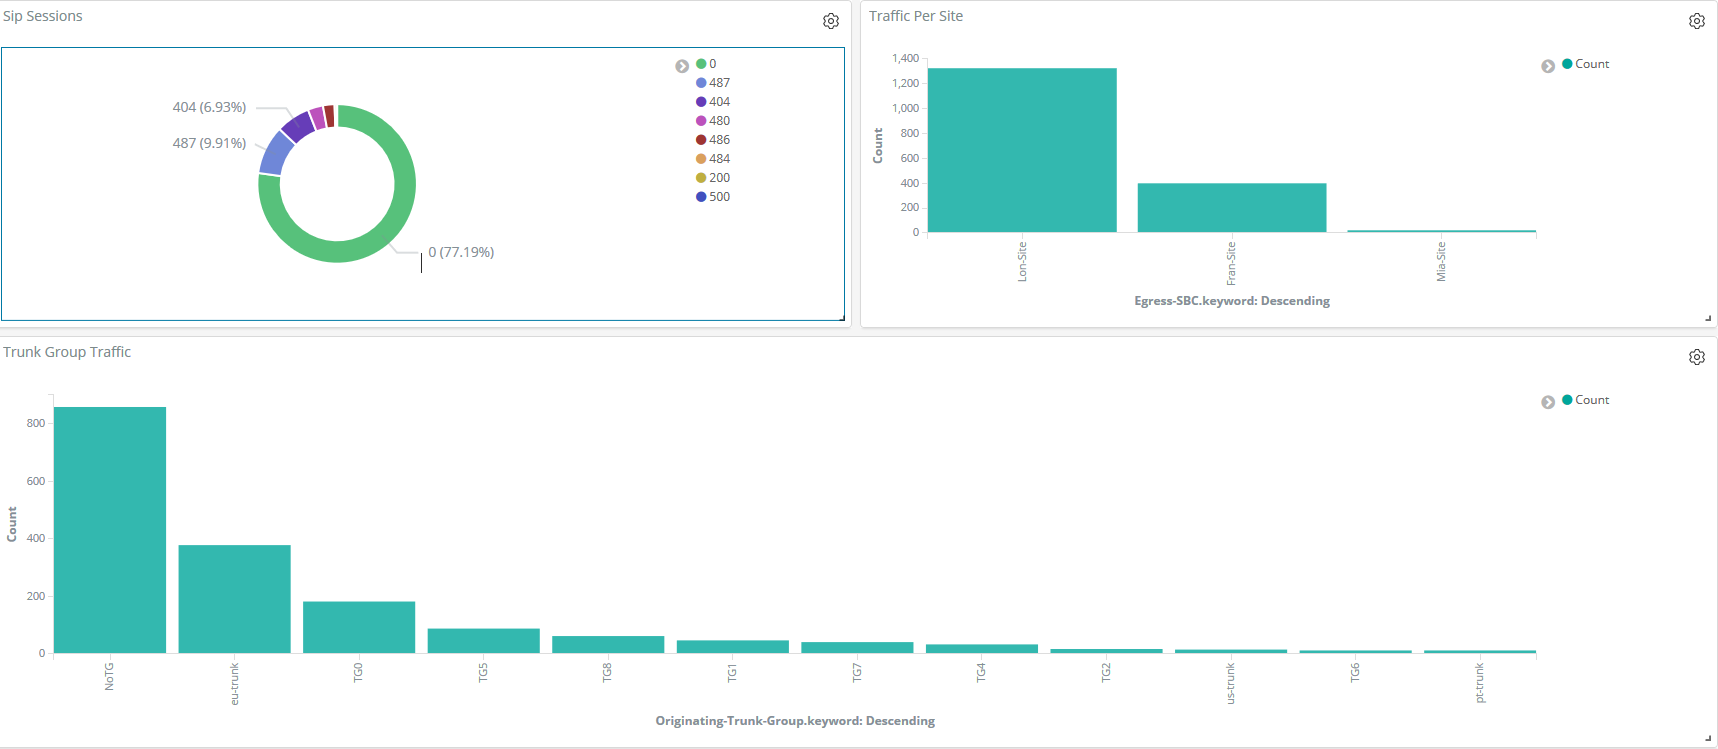 Sip Sessions
404 (6.93%)
487 (9.91%)
0 (77.19%)
0
487
404
480
486
484
200
500
Traffic Per Site
Count
1,400
1,200
1,000
800
600
400
200
0
Lon-Site
Fran-Site
Mia-Site
Egress-SBC.keyword: Descending
Count
Trunk Group Traffic
Count
800
600
400
200
0
NoTG
eu-trunk
TG0
TG5
TG8
TG1
TG7
TG4
TG2
us-trunk
TG6
pt-trunk
Originating-Trunk-Group.keyword: Descending
Count